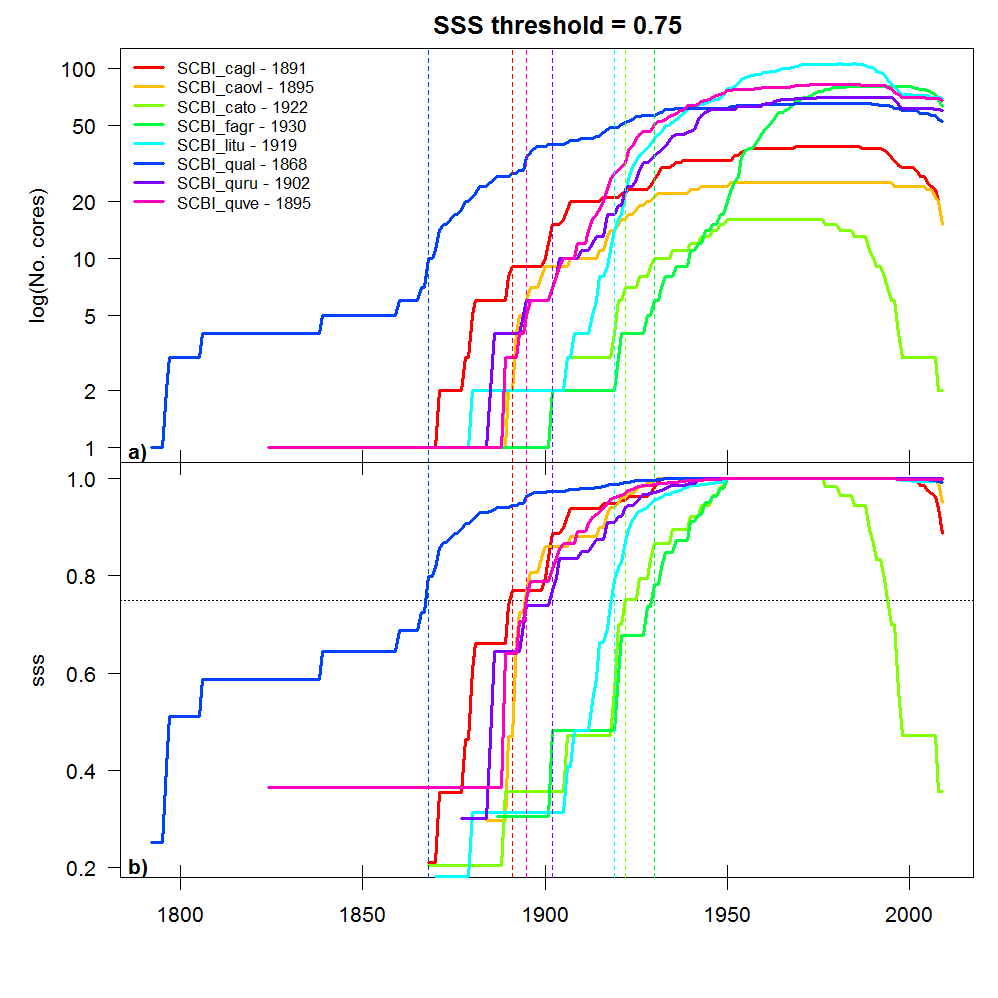 SSS threshold = 0.75
100
50
20
10
5
2
1
log(No. cores)
SCBI_cagl - 1891
SCBI_caovl - 1895
SCBI_cato - 1922
SCBI_fagr - 1930
SCBI_litu - 1919
SCBI_qual - 1868
SCBI_quru - 1902
SCBI_quve - 1895
a)
1.0
0.8
0.6
0.4
0.2
sss
b)
1800
1850
1900
1950
2000